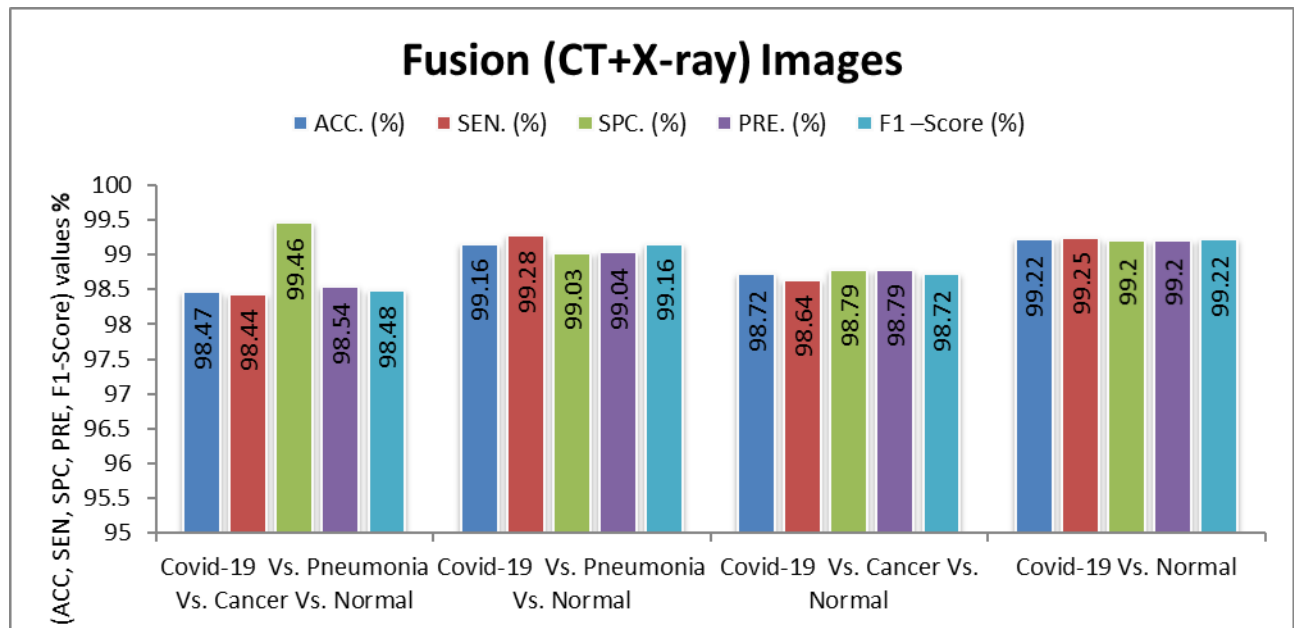 Fusion (CT+X-ray) Images
ACC. (%) SEN. (%) SPC. (%) PRE. (%) F1 –Score (%)
(ACC, SEN, SPC, PRE, F1-SCore) values %
100
99.5
99
98.5
98
97.5
97
96.5
96
95.5
95
98.47 98.44 99.46 98.54 98.48
99.16 99.28 99.03 99.04 99.16
98.72 98.64 98.79 98.79 98.72
99.22 99.25 99.2 99.2 99.22
Covid-19 Vs. Pneumonia
Vs. Cancer Vs. Normal
Covid-19 Vs. Pneumonia
Vs. Normal
Covid-19 Vs. Cancer Vs.
Normal
Covid-19 Vs. Normal